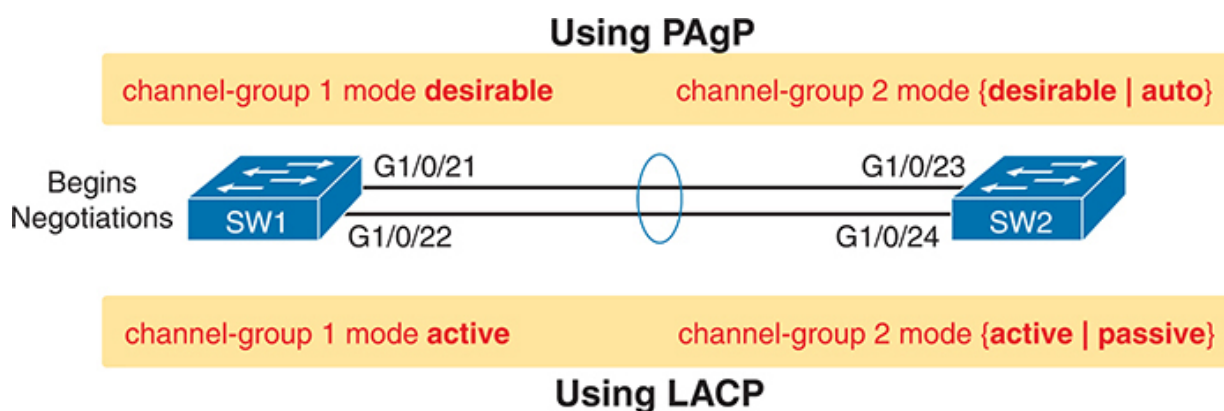 Using PAgP
channel-group 1 mode desirable
channel-group 2 mode {desirable | auto}
Begins
Negotiations
SW1
G1/0/21
G1/0/22
G1/0/23
G1/0/24
SW2
channel-group 1 mode active
channel-group 2 mode {active | passive}
Using LACP